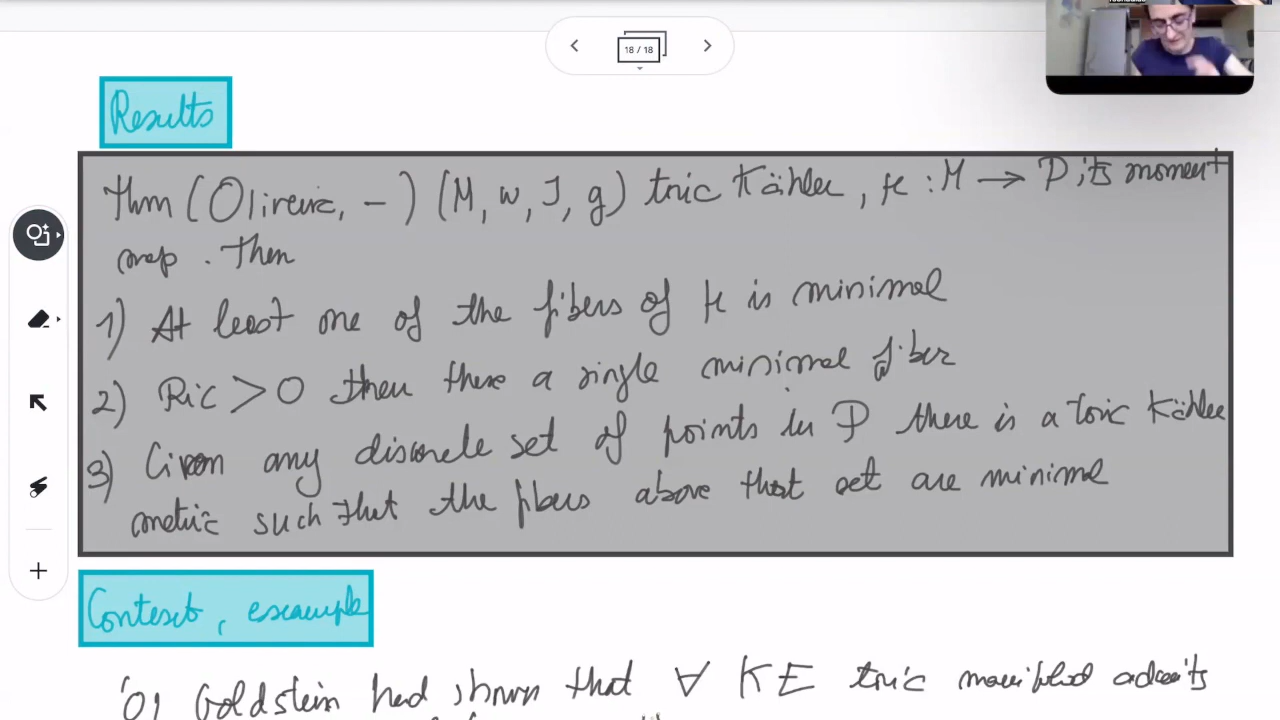 18 / 18
Results
thm (Oliveira, –) (M, w, J, g) toric Kähler, μ : M → P its moment
map. Then
1) At least one of the fibers of μ is minimal
2) Ric > 0 then there a single minimal fiber
3) Given any discrete set of points in P there is a toric Kähler
metric such that the fibers above that set are minimal
Context, example
'01 Goldstein had shown that ∀ KE toric manifold admits